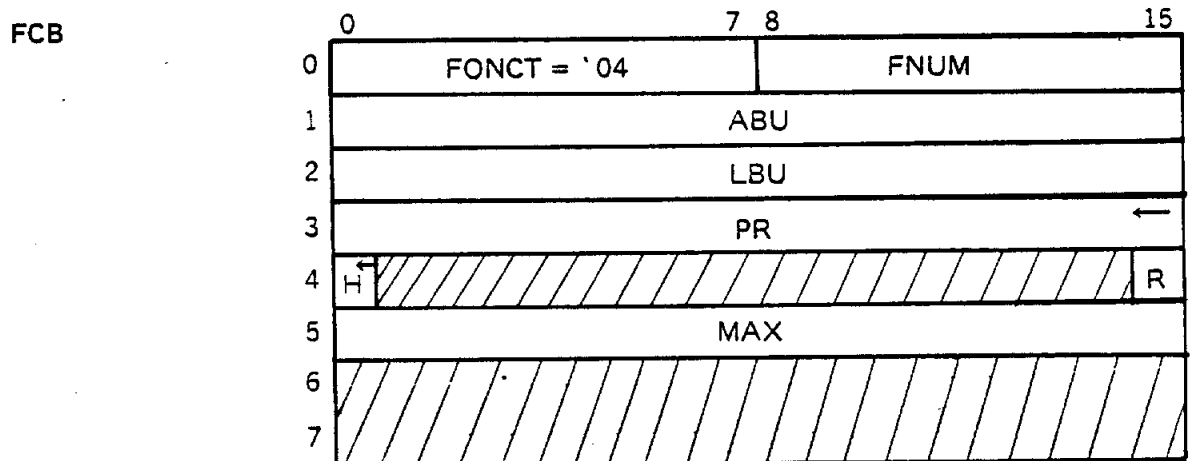 FCB
0 7 8 15
0 FONCT = '04 FNUM
1 ABU
2 LBU
3 PR ←
4 H ← R
5 MAX
6
7